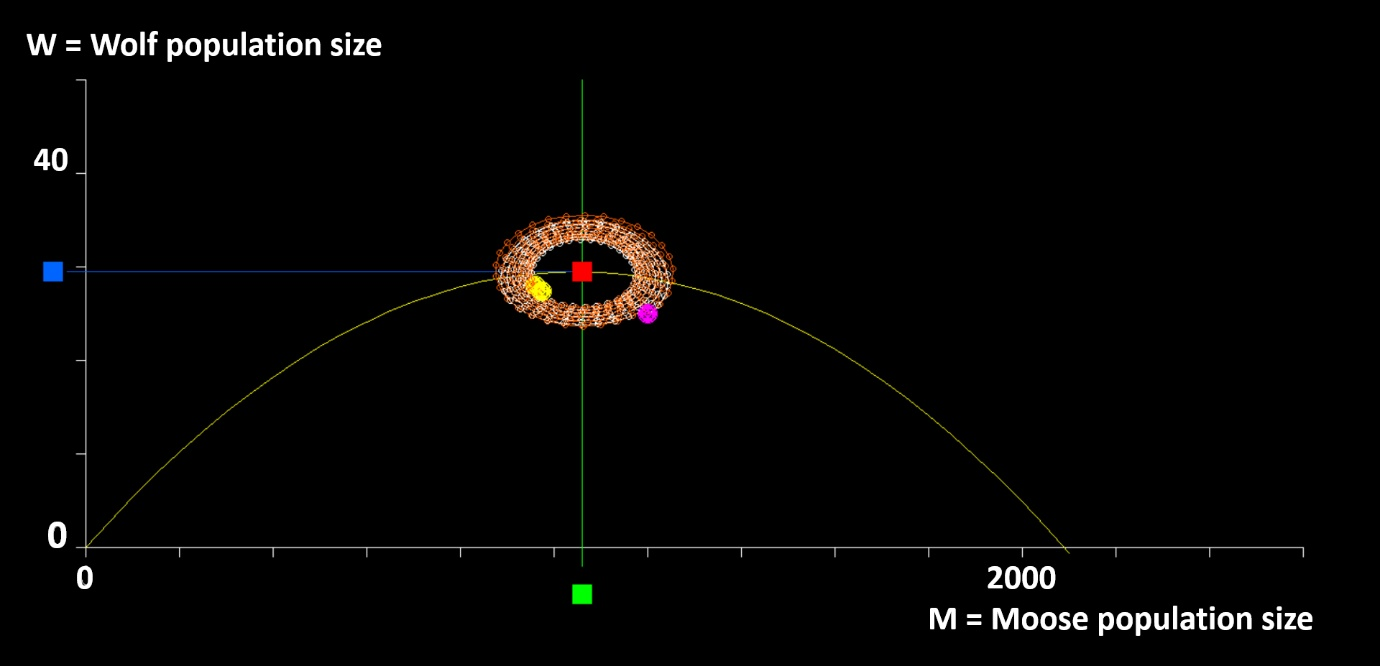 W = Wolf population size
40
0
0
2000
M = Moose population size